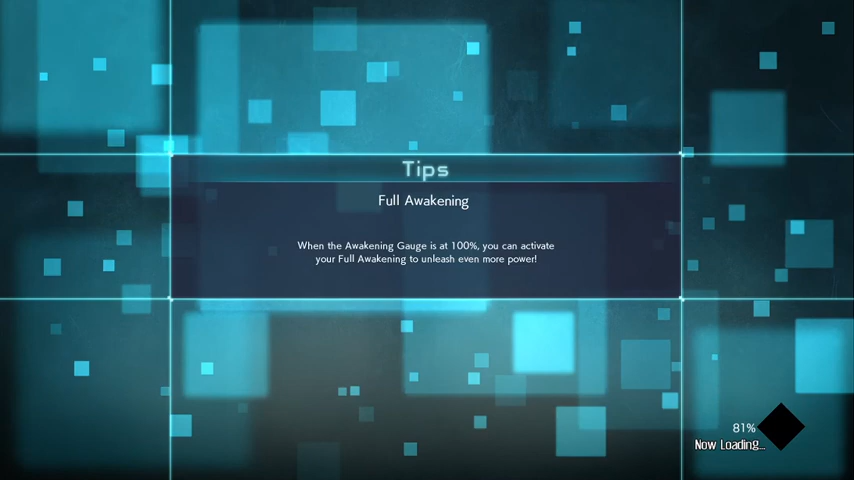 Tips
Full Awakening
When the Awakening Gauge is at 100%, you can activate
your Full Awakening to unleash even more power!
81%
Now Loading...